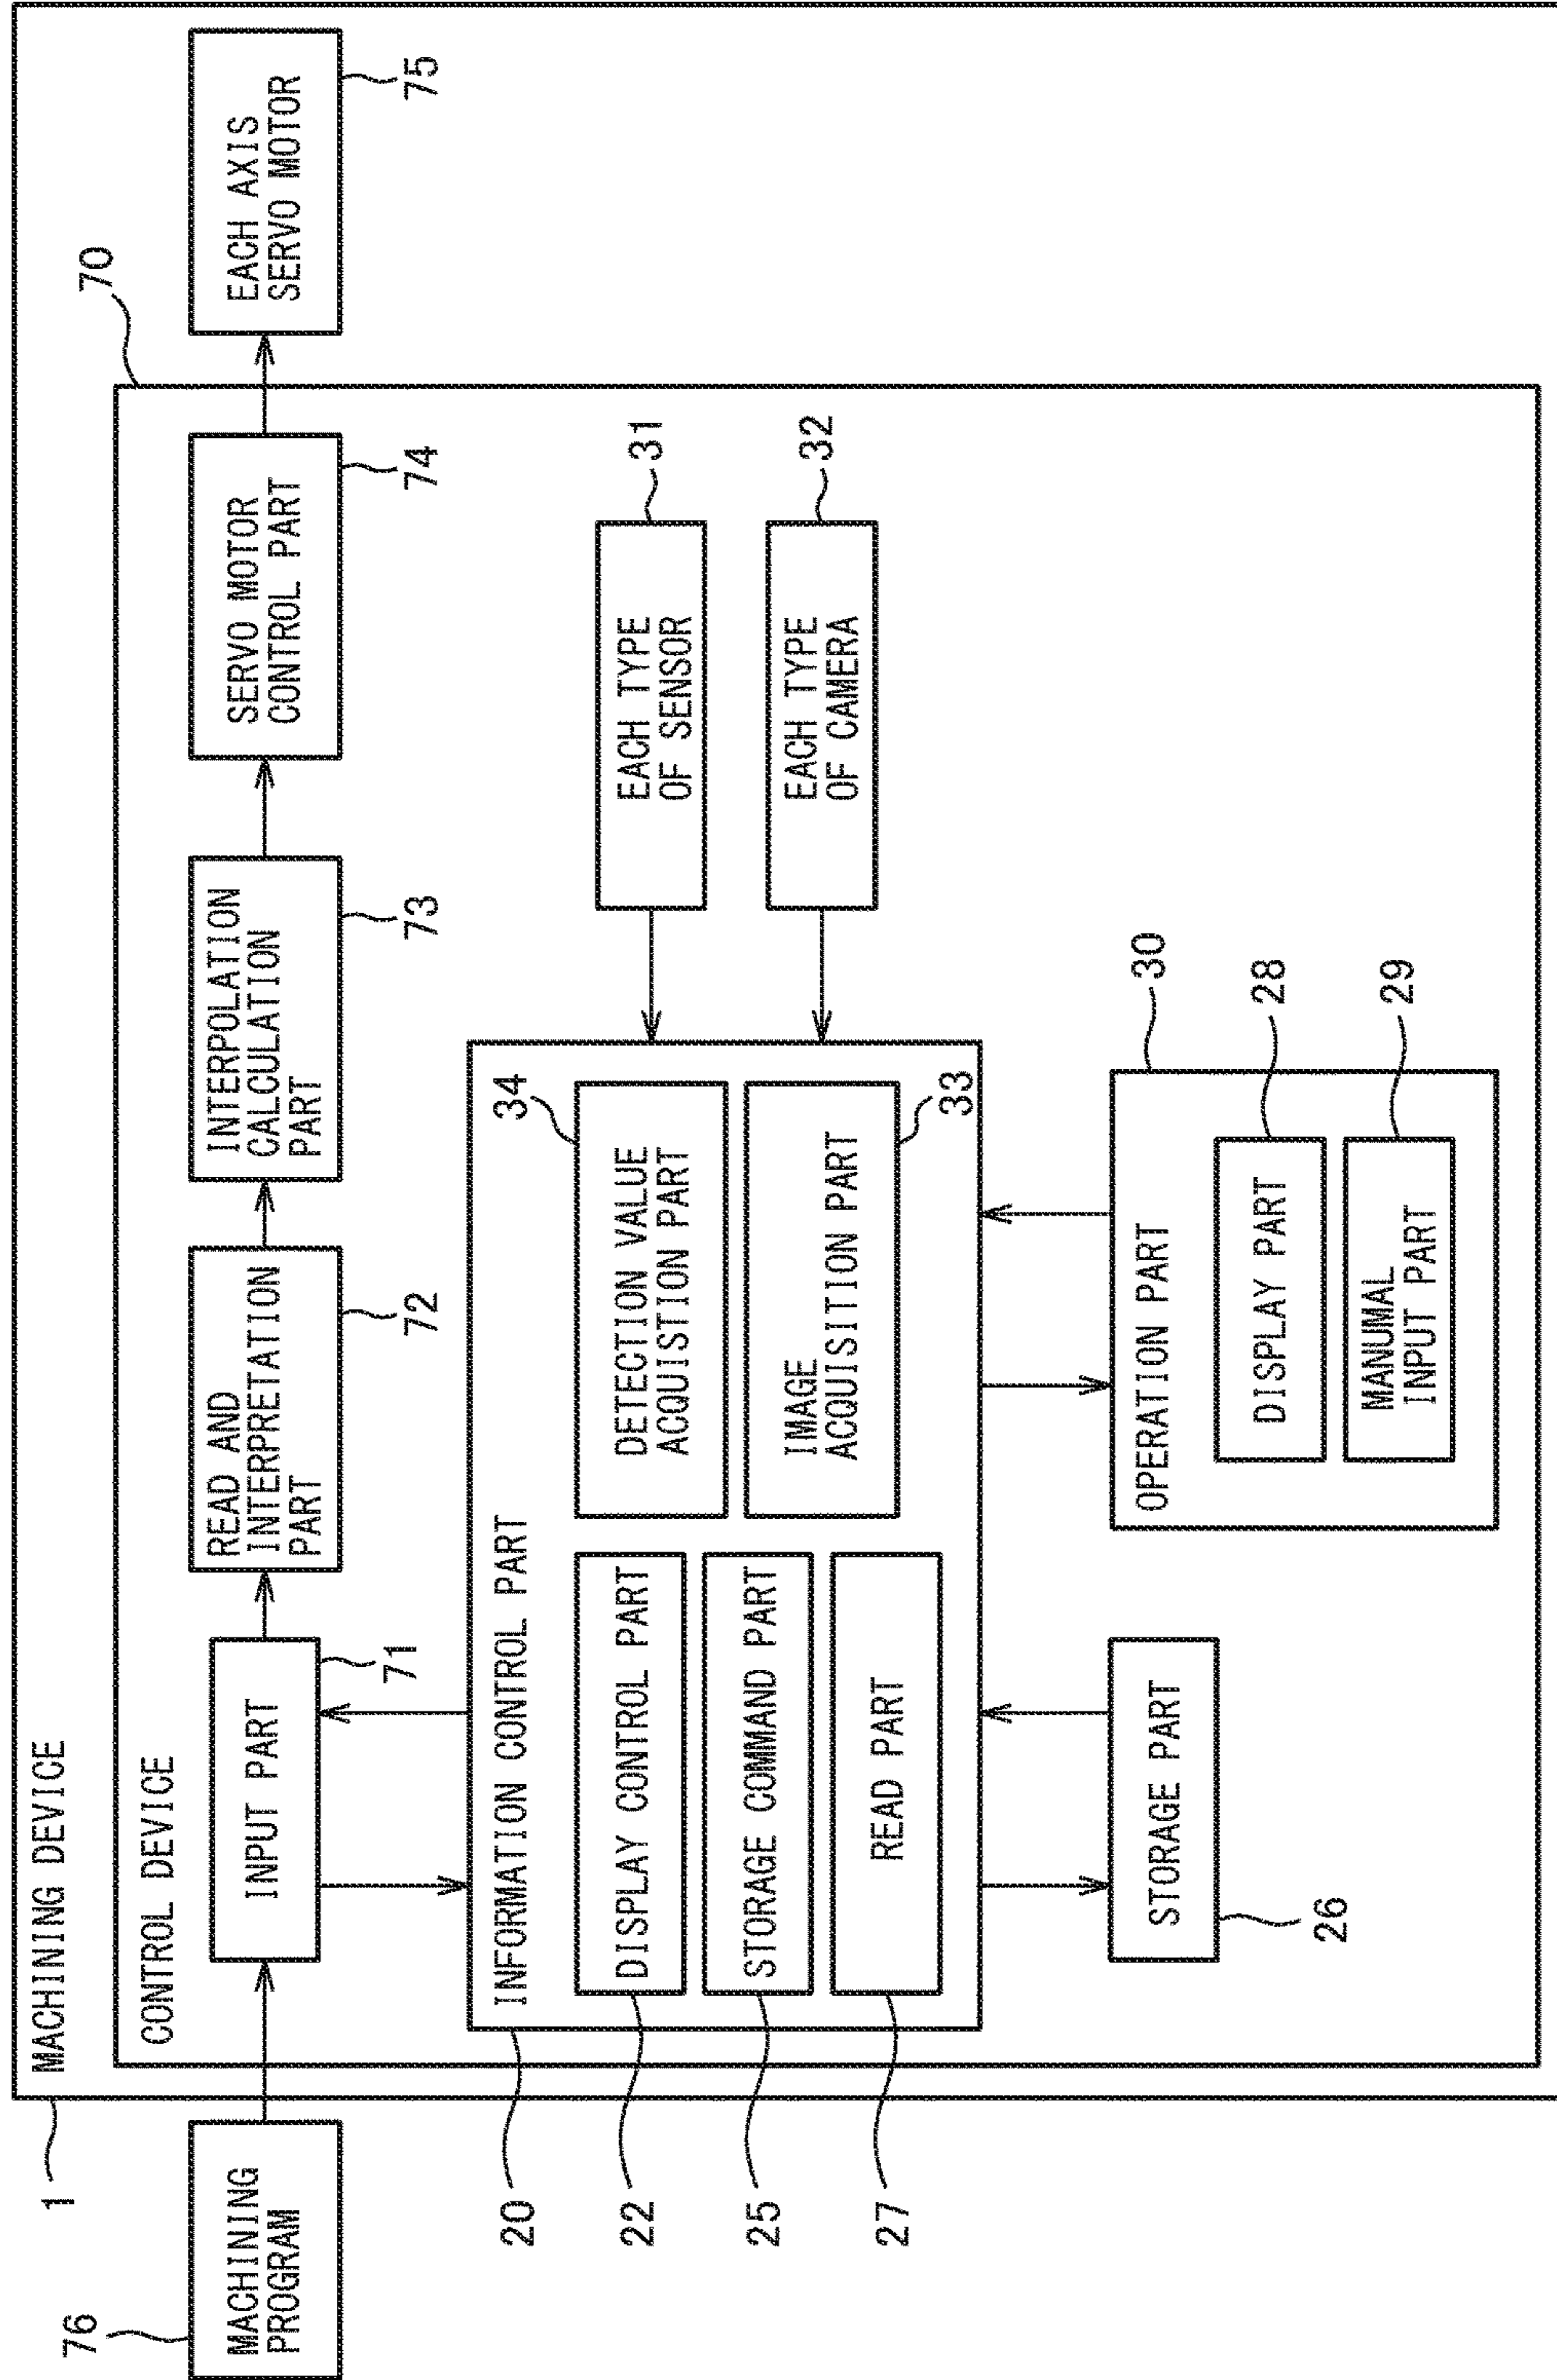 MACHINING DEVICE
1
76
MACHINING
PROGRAM
CONTROL DEVICE
70
INPUT PART
71
READ AND
INTERPRETATION
PART
72
INTERPOLATION
CALCULATION
PART
73
SERVO MOTOR
CONTROL PART
74
EACH AXIS
SERVO MOTOR
75
INFORMATION CONTROL PART
20
DISPLAY CONTROL PART
22
STORAGE COMMAND PART
25
READ PART
27
DETECTION VALUE
ACQUISTION PART
34
IMAGE
ACQUISITION PART
33
EACH TYPE
OF SENSOR
31
EACH TYPE
OF CAMERA
32
STORAGE PART
26
OPERATION PART
30
DISPLAY PART
28
MANUMAL
INPUT PART
29